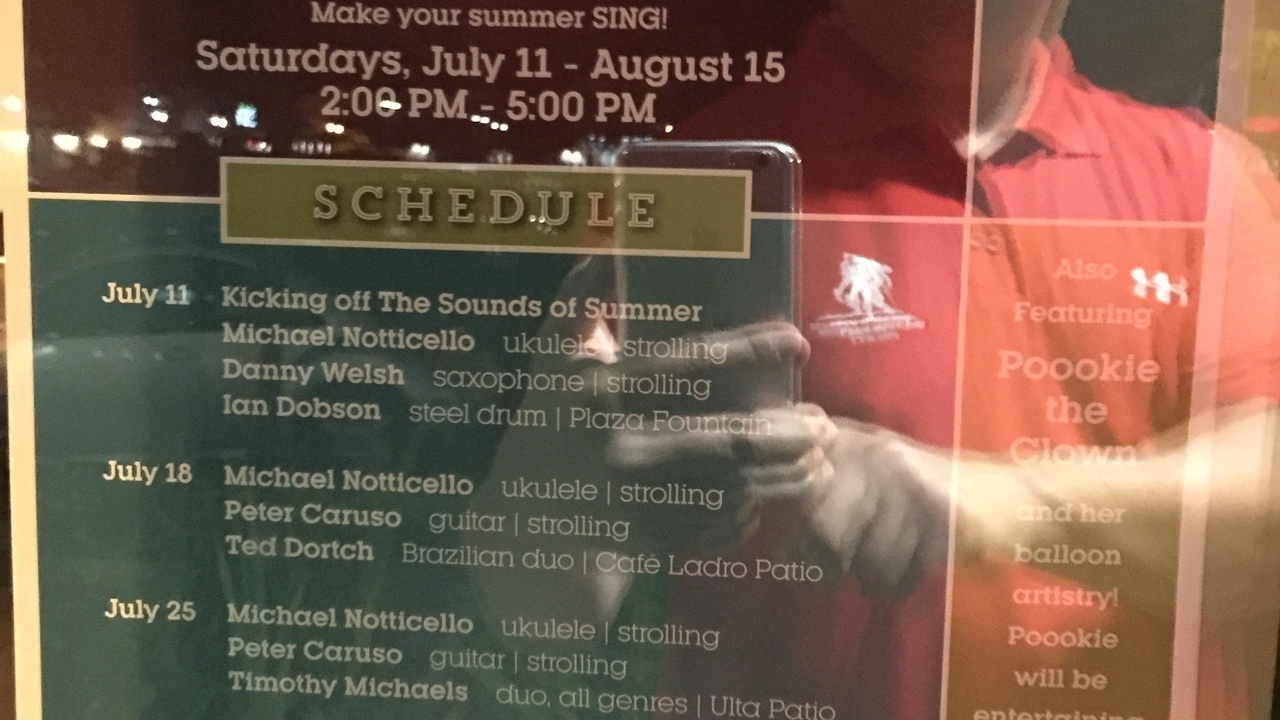 Make your summer SING!
Saturdays, July 11 - August 15
2:00 PM - 5:00 PM
SCHEDULE
July 11 Kicking off The Sounds of Summer
Michael Notticello ukulele | strolling
Danny Welsh saxophone | strolling
Ian Dobson steel drum | Plaza Fountain
July 18 Michael Notticello ukulele | strolling
Peter Caruso guitar | strolling
Ted Dortch Brazilian duo | Café Ladro Patio
July 25 Michael Notticello ukulele | strolling
Peter Caruso guitar | strolling
Timothy Michaels duo, all genres | Ulta Patio
Also
Featuring
Poookie
the
Clown!
and her
balloon
artistry!
Poookie
will be
entertaining